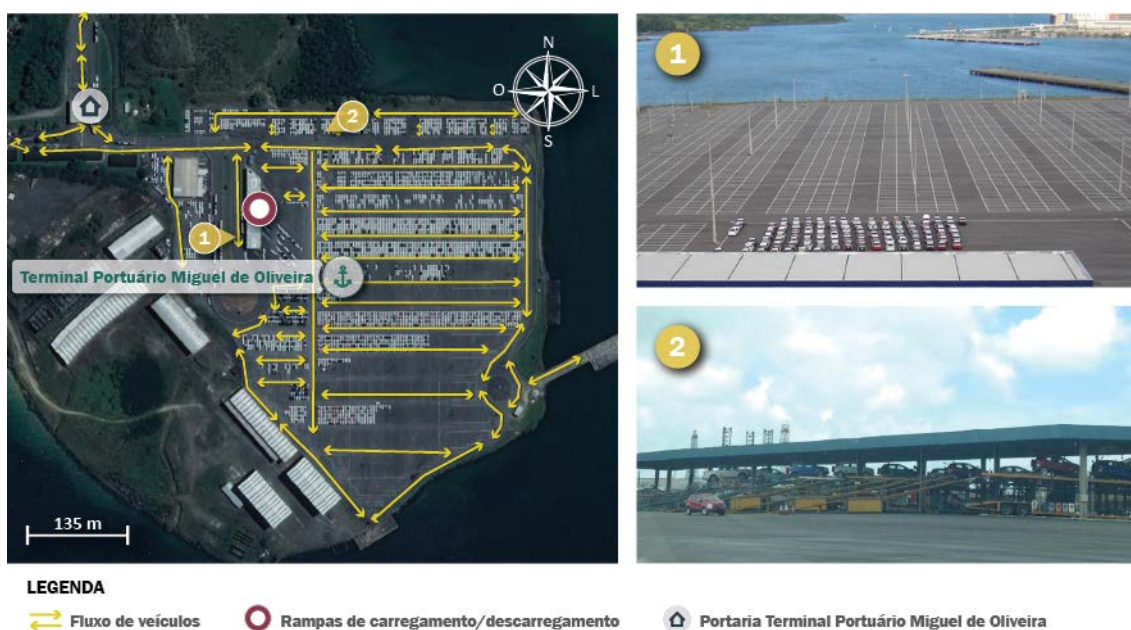 N
O
L
S
2
1
Terminal Portuário Miguel de Oliveira
135 m
1
2
LEGENDA
Fluxo de veículos
Rampas de carregamento/descarregamento
Portaria Terminal Portuário Miguel de Oliveira